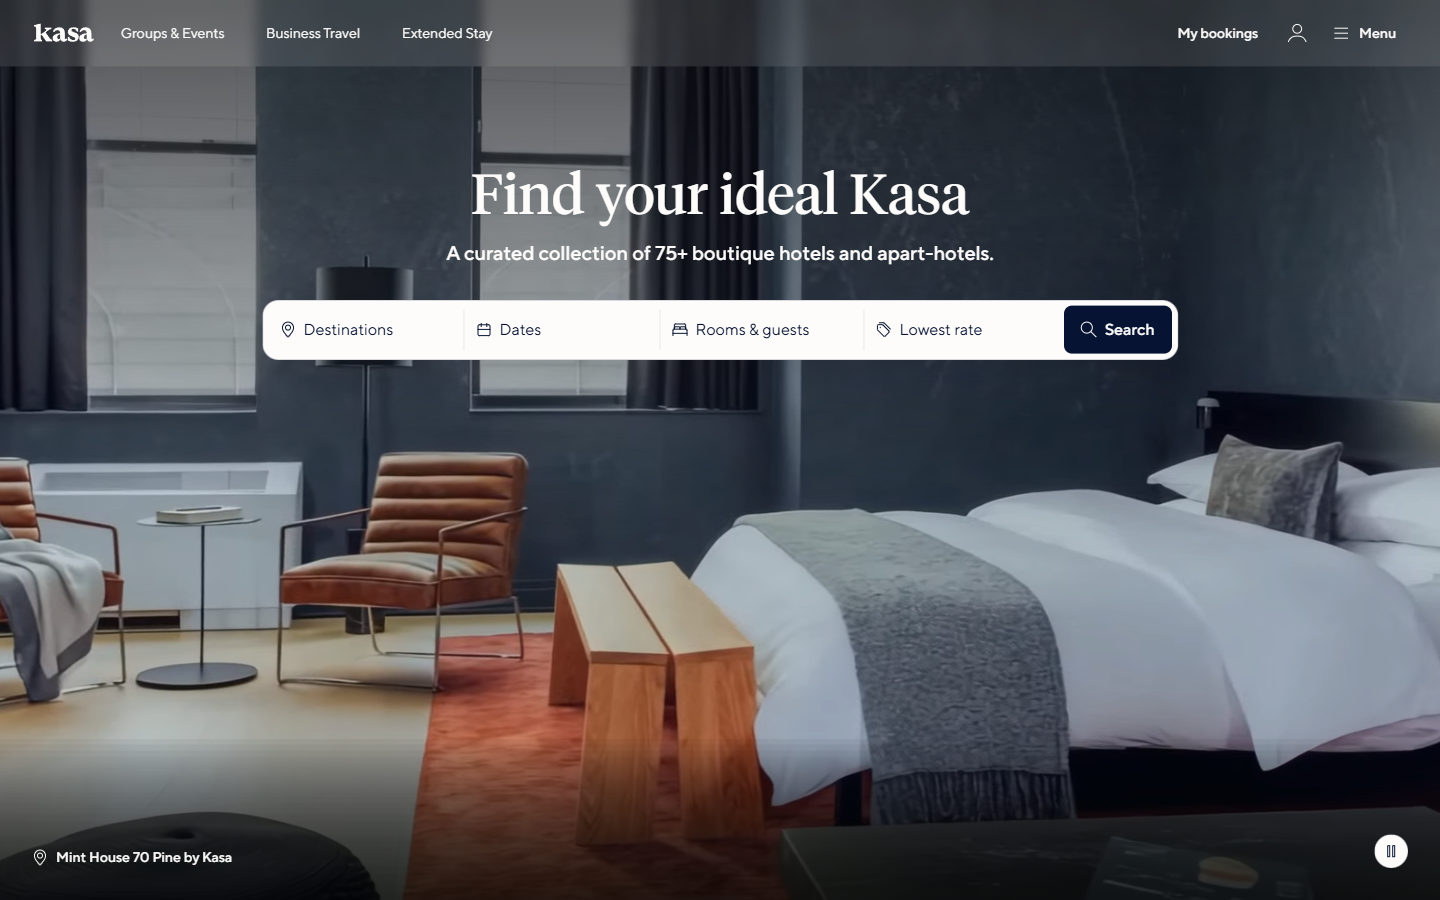 kasa
Groups & Events
Business Travel
Extended Stay
My bookings
Menu
Find your ideal Kasa
A curated collection of 75+ boutique hotels and apart-hotels.
Destinations
Dates
Rooms & guests
Lowest rate
Search
Mint House 70 Pine by Kasa